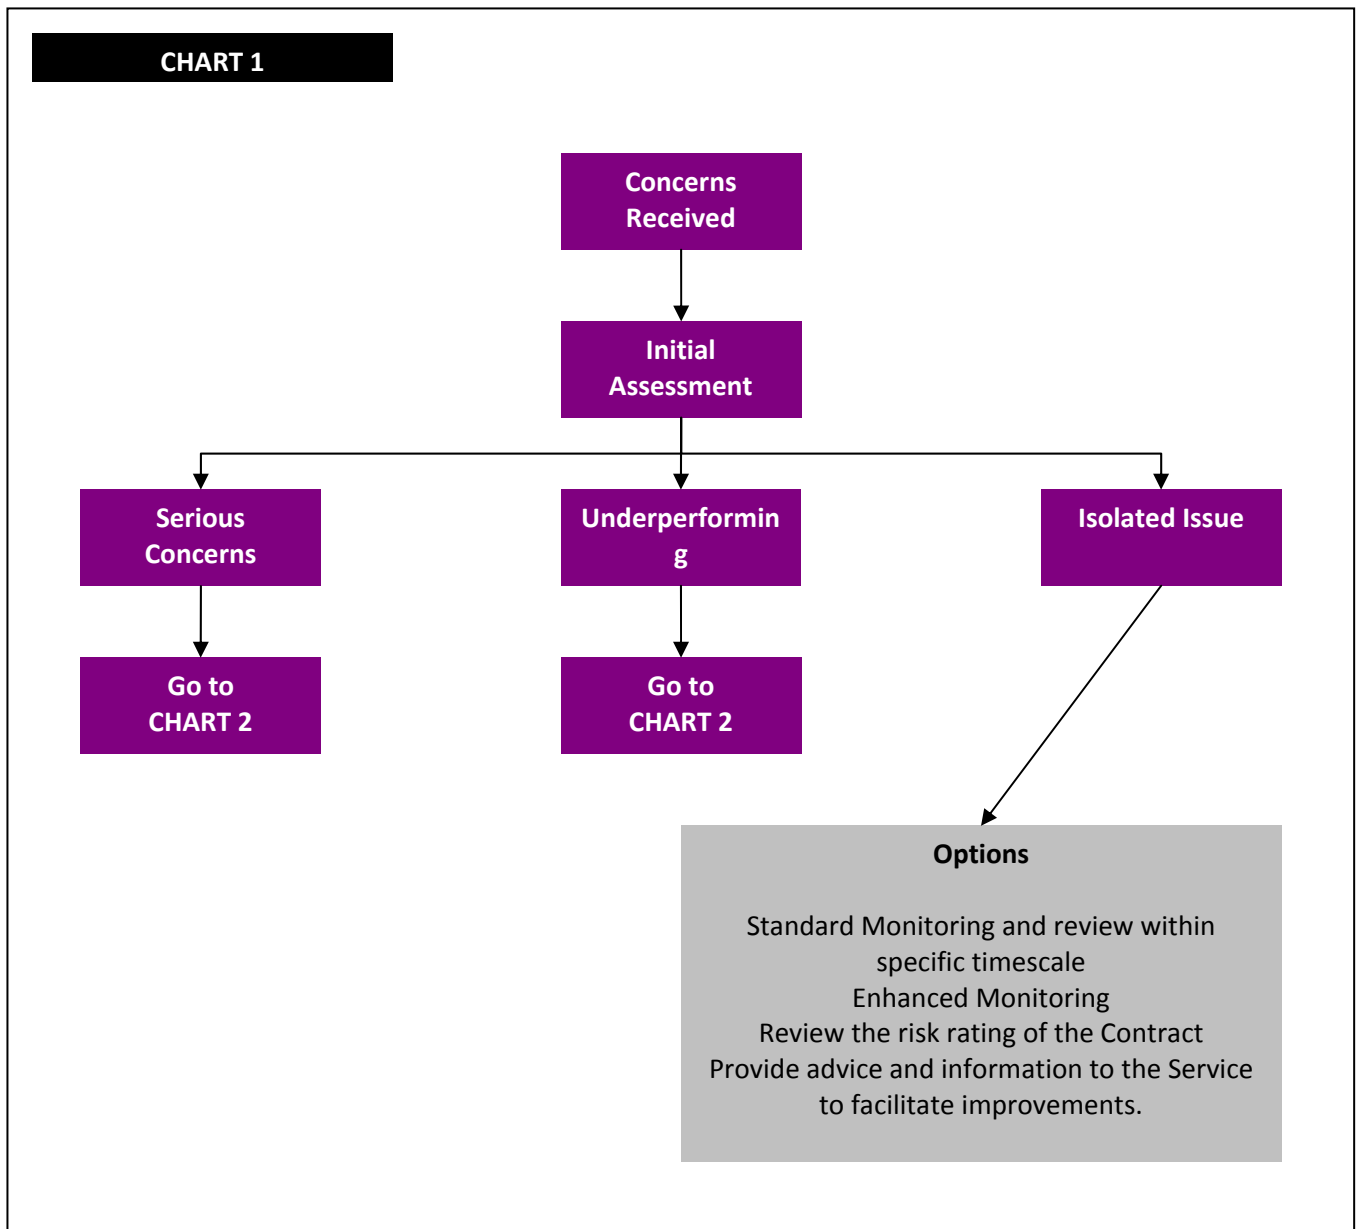 CHART 1
Concerns
Received
Initial
Assessment
Serious
Concerns
Underperformin
g
Isolated Issue
Go to
CHART 2
Go to
CHART 2
Options
Standard Monitoring and review within
specific timescale
Enhanced Monitoring
Review the risk rating of the Contract
Provide advice and information to the Service
to facilitate improvements.